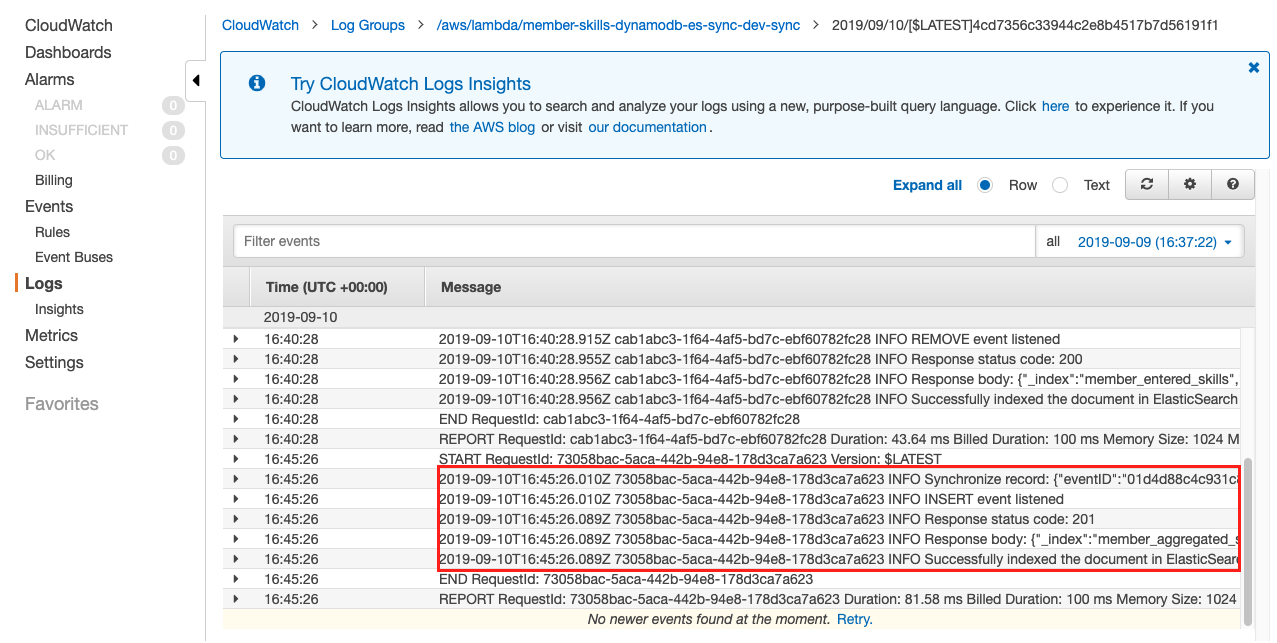 CloudWatch
Dashboards
Alarms
ALARM 0
INSUFFICIENT 0
OK 0
Billing
Events
Rules
Event Buses
Logs
Insights
Metrics
Settings
Favorites
CloudWatch > Log Groups > /aws/lambda/member-skills-dynamodb-es-sync-dev-sync > 2019/09/10/[$LATEST]4cd7356c33944c2e8b4517b7d56191f1
Try CloudWatch Logs Insights
CloudWatch Logs Insights allows you to search and analyze your logs using a new, purpose-built query language. Click here to experience it. If you
want to learn more, read the AWS blog or visit our documentation.
Expand all Row Text
Filter events all 2019-09-09 (16:37:22)
Time (UTC +00:00) Message
2019-09-10
16:40:28 2019-09-10T16:40:28.915Z cab1abc3-1f64-4af5-bd7c-ebf60782fc28 INFO REMOVE event listened
16:40:28 2019-09-10T16:40:28.955Z cab1abc3-1f64-4af5-bd7c-ebf60782fc28 INFO Response status code: 200
16:40:28 2019-09-10T16:40:28.956Z cab1abc3-1f64-4af5-bd7c-ebf60782fc28 INFO Response body: {"_index":"member_entered_skills",
16:40:28 2019-09-10T16:40:28.956Z cab1abc3-1f64-4af5-bd7c-ebf60782fc28 INFO Successfully indexed the document in ElasticSearch
16:40:28 END RequestId: cab1abc3-1f64-4af5-bd7c-ebf60782fc28
16:40:28 REPORT RequestId: cab1abc3-1f64-4af5-bd7c-ebf60782fc28 Duration: 43.64 ms Billed Duration: 100 ms Memory Size: 1024 M
16:45:26 START RequestId: 73058bac-5aca-442b-94e8-178d3ca7a623 Version: $LATEST
16:45:26 2019-09-10T16:45:26.010Z 73058bac-5aca-442b-94e8-178d3ca7a623 INFO Synchronize record: {"eventID":"01d4d88c4c931c
16:45:26 2019-09-10T16:45:26.010Z 73058bac-5aca-442b-94e8-178d3ca7a623 INFO INSERT event listened
16:45:26 2019-09-10T16:45:26.089Z 73058bac-5aca-442b-94e8-178d3ca7a623 INFO Response status code: 201
16:45:26 2019-09-10T16:45:26.089Z 73058bac-5aca-442b-94e8-178d3ca7a623 INFO Response body: {"_index":"member_aggregated_s
16:45:26 2019-09-10T16:45:26.089Z 73058bac-5aca-442b-94e8-178d3ca7a623 INFO Successfully indexed the document in ElasticSear
16:45:26 END RequestId: 73058bac-5aca-442b-94e8-178d3ca7a623
16:45:26 REPORT RequestId: 73058bac-5aca-442b-94e8-178d3ca7a623 Duration: 81.58 ms Billed Duration: 100 ms Memory Size: 1024
No newer events found at the moment. Retry.